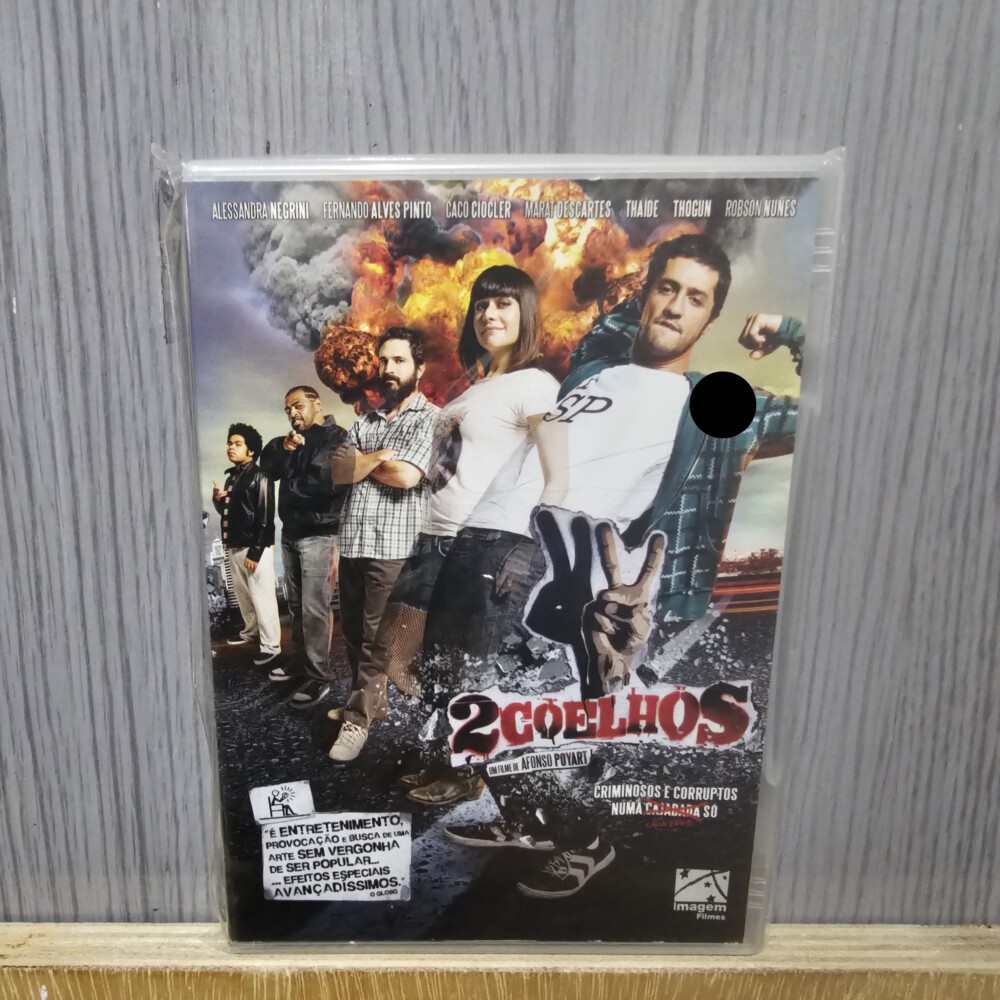 ALESSANDRA NEGRINI FERNANDO ALVES PINTO CACO CIOCLER MARAT DESCARTES THAÍDE THOGUN ROBSON NUNES
SP
2COELHOS
UM FILME DE AFONSO POYART
CRIMINOSOS E CORRUPTOS
NUMA CAJADADA SÓ
"É ENTRETENIMENTO,
PROVOCAÇÃO E BUSCA DE UMA
ARTE SEM VERGONHA
DE SER POPULAR...
... EFEITOS ESPECIAIS
AVANÇADÍSSIMOS."
O GLOBO
imagem
Filmes